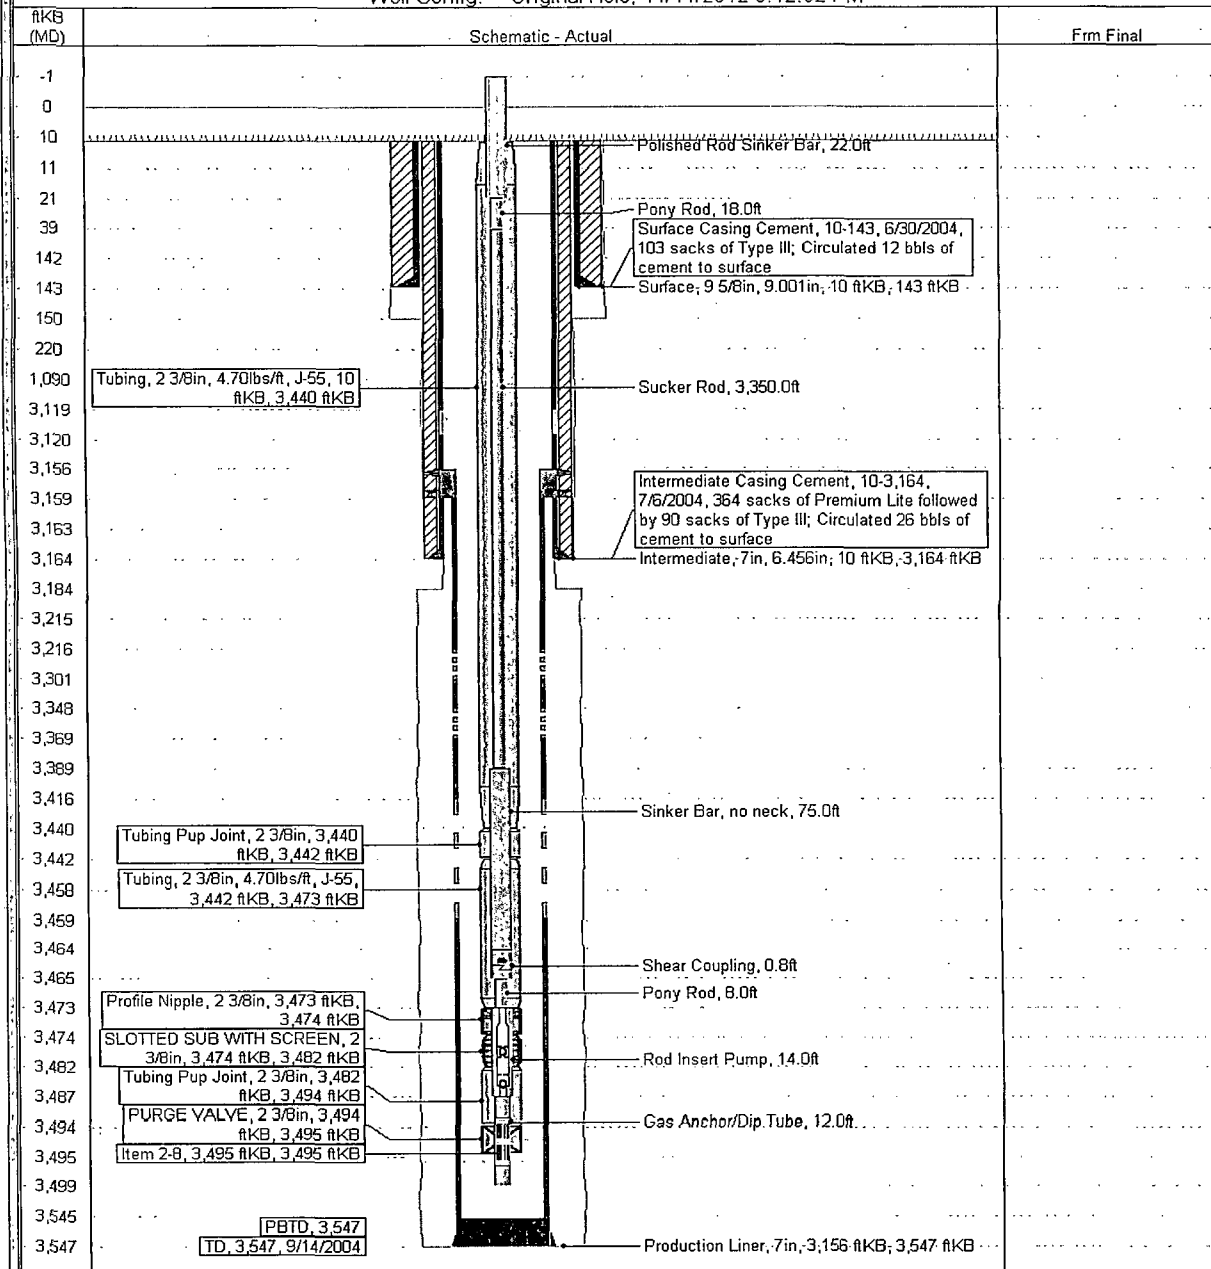 ftKB
(MD)
Schematic - Actual
Frm Final
-1
0
10
11
21
39
142
143
150
220
1,090
3,119
3,120
3,156
3,159
3,163
3,164
3,184
3,215
3,216
3,301
3,348
3,369
3,389
3,416
3,440
3,442
3,458
3,459
3,464
3,465
3,473
3,474
3,482
3,487
3,494
3,495
3,499
3,545
3,547
Tubing, 2 3/8in, 4.70lbs/ft, J-55, 10
ftKB, 3,440 ftKB
Tubing Pup Joint, 2 3/8in, 3,440
ftKB, 3,442 ftKB
Tubing, 2 3/8in, 4.70lbs/ft, J-55,
3,442 ftKB, 3,473 ftKB
Profile Nipple, 2 3/8in, 3,473 ftKB,
3,474 ftKB
SLOTTED SUB WITH SCREEN, 2
3/8in, 3,474 ftKB, 3,482 ftKB
Tubing Pup Joint, 2 3/8in, 3,482
ftKB, 3,494 ftKB
PURGE VALVE, 2 3/8in, 3,494
ftKB, 3,495 ftKB
Item 2-8, 3,495 ftKB, 3,495 ftKB
PBTD, 3,547
TD, 3,547, 9/14/2004
Polished Rod Sinker Bar, 22.0ft
Pony Rod, 18.0ft
Surface Casing Cement, 10-143, 6/30/2004,
103 sacks of Type III; Circulated 12 bbls of
cement to surface
Surface, 9 5/8in, 9.001in, 10 ftKB, 143 ftKB
Sucker Rod, 3,350.0ft
Intermediate Casing Cement, 10-3,164,
7/6/2004, 364 sacks of Premium Lite followed
by 90 sacks of Type III; Circulated 26 bbls of
cement to surface
Intermediate, 7in, 6.456in, 10 ftKB, 3,164 ftKB
Sinker Bar, no neck, 75.0ft
Shear Coupling, 0.8ft
Pony Rod, 8.0ft
Rod Insert Pump, 14.0ft
Gas Anchor/Dip Tube, 12.0ft
Production Liner, 7in, 3,156 ftKB, 3,547 ftKB